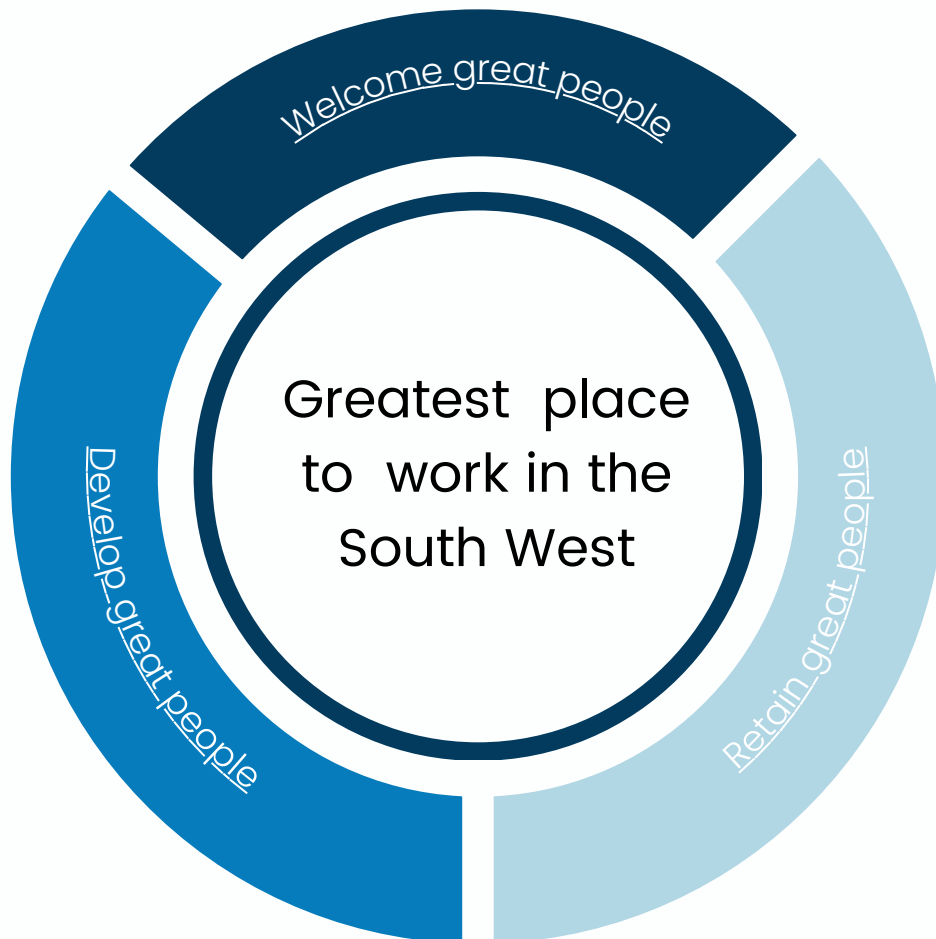 Welcome great people
Greatest place
to work in the
South West
Develop great people
Retain great people